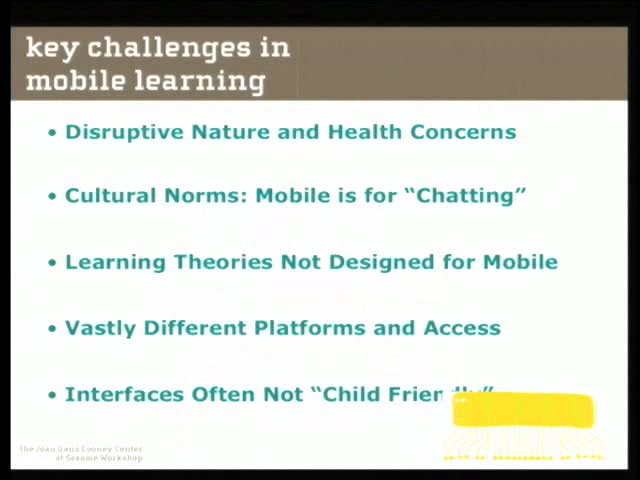 key challenges in
mobile learning
• Disruptive Nature and Health Concerns
• Cultural Norms: Mobile is for “Chatting”
• Learning Theories Not Designed for Mobile
• Vastly Different Platforms and Access
• Interfaces Often Not “Child Friendly”
the Joan Ganz Cooney Center
at Sesame Workshop